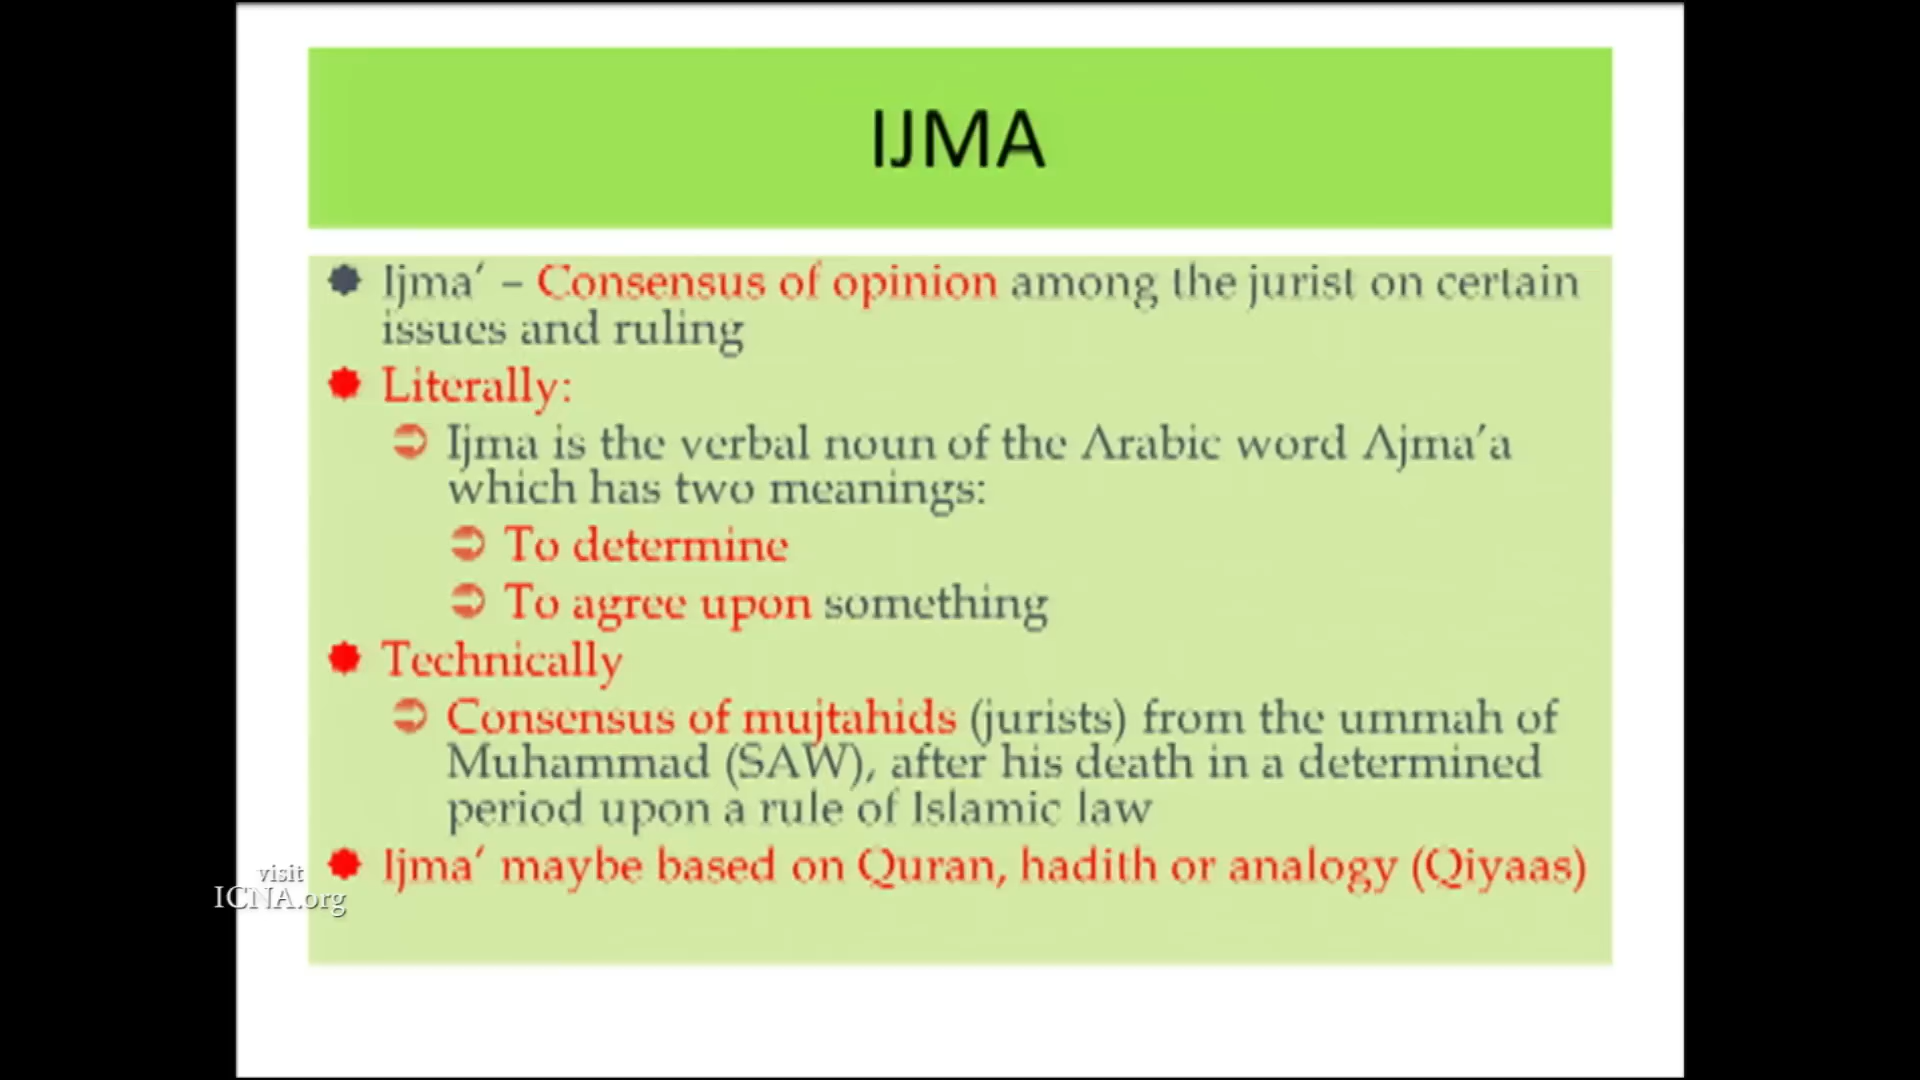 IJMA
Ijma’ – Consensus of opinion among the jurist on certain
issues and ruling
Literally:
Ijma is the verbal noun of the Arabic word Ajma’a
which has two meanings:
To determine
To agree upon something
Technically
Consensus of mujtahids (jurists) from the ummah of
Muhammad (SAW), after his death in a determined
period upon a rule of Islamic law
Ijma’ maybe based on Quran, hadith or analogy (Qiyaas)
visit
ICNA.org